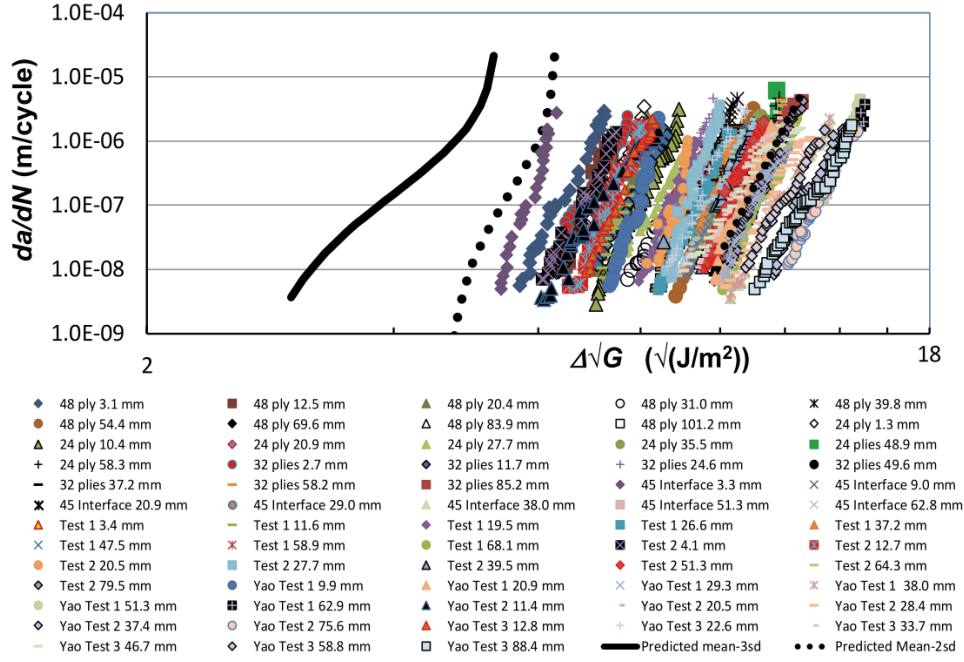 1.0E-04
1.0E-05
1.0E-06
1.0E-07
1.0E-08
1.0E-09
da/dN (m/cycle)
2
Δ√G (√(J/m²))
18
48 ply 3.1 mm 48 ply 12.5 mm 48 ply 20.4 mm 48 ply 31.0 mm 48 ply 39.8 mm
48 ply 54.4 mm 48 ply 69.6 mm 48 ply 83.9 mm 48 ply 101.2 mm 24 ply 1.3 mm
24 ply 10.4 mm 24 ply 20.9 mm 24 ply 27.7 mm 24 ply 35.5 mm 24 plies 48.9 mm
24 ply 58.3 mm 32 plies 2.7 mm 32 plies 11.7 mm 32 plies 24.6 mm 32 plies 49.6 mm
32 plies 37.2 mm 32 plies 58.2 mm 32 plies 85.2 mm 45 Interface 3.3 mm 45 Interface 9.0 mm
45 Interface 20.9 mm 45 Interface 29.0 mm 45 Interface 38.0 mm 45 Interface 51.3 mm 45 Interface 62.8 mm
Test 1 3.4 mm Test 1 11.6 mm Test 1 19.5 mm Test 1 26.6 mm Test 1 37.2 mm
Test 1 47.5 mm Test 1 58.9 mm Test 1 68.1 mm Test 2 4.1 mm Test 2 12.7 mm
Test 2 20.5 mm Test 2 27.7 mm Test 2 39.5 mm Test 2 51.3 mm Test 2 64.3 mm
Test 2 79.5 mm Yao Test 1 9.9 mm Yao Test 1 20.9 mm Yao Test 1 29.3 mm Yao Test 1 38.0 mm
Yao Test 1 51.3 mm Yao Test 1 62.9 mm Yao Test 2 11.4 mm Yao Test 2 20.5 mm Yao Test 2 28.4 mm
Yao Test 2 37.4 mm Yao Test 2 75.6 mm Yao Test 3 12.8 mm Yao Test 3 22.6 mm Yao Test 3 33.7 mm
Yao Test 3 46.7 mm Yao Test 3 58.8 mm Yao Test 3 88.4 mm Predicted mean-3sd Predicted Mean-2sd